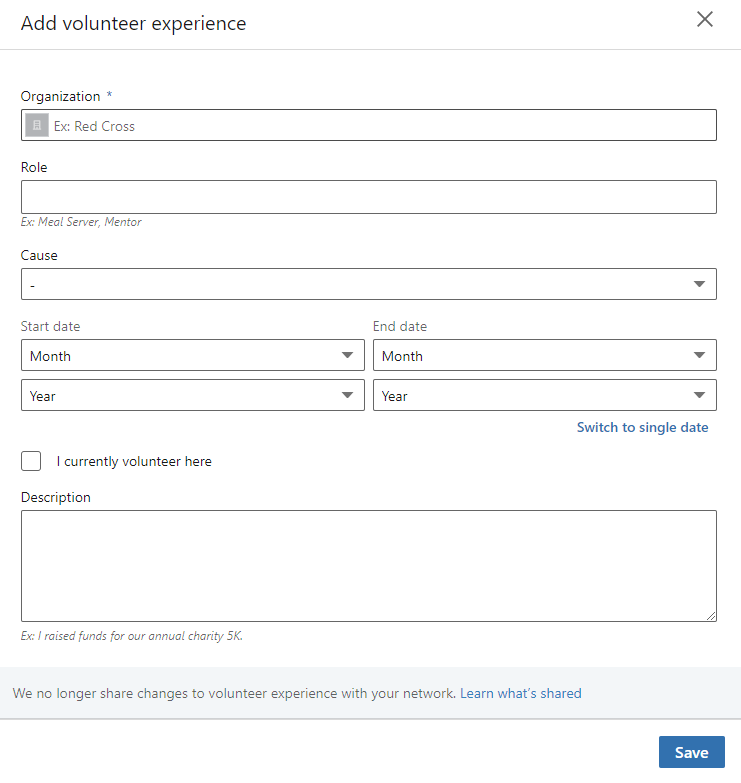 Add volunteer experience
Organization *
Ex: Red Cross
Role
Ex: Meal Server, Mentor
Cause
-
Start date
End date
Month
Month
Year
Year
Switch to single date
I currently volunteer here
Description
Ex: I raised funds for our annual charity 5K.
We no longer share changes to volunteer experience with your network. Learn what's shared
Save